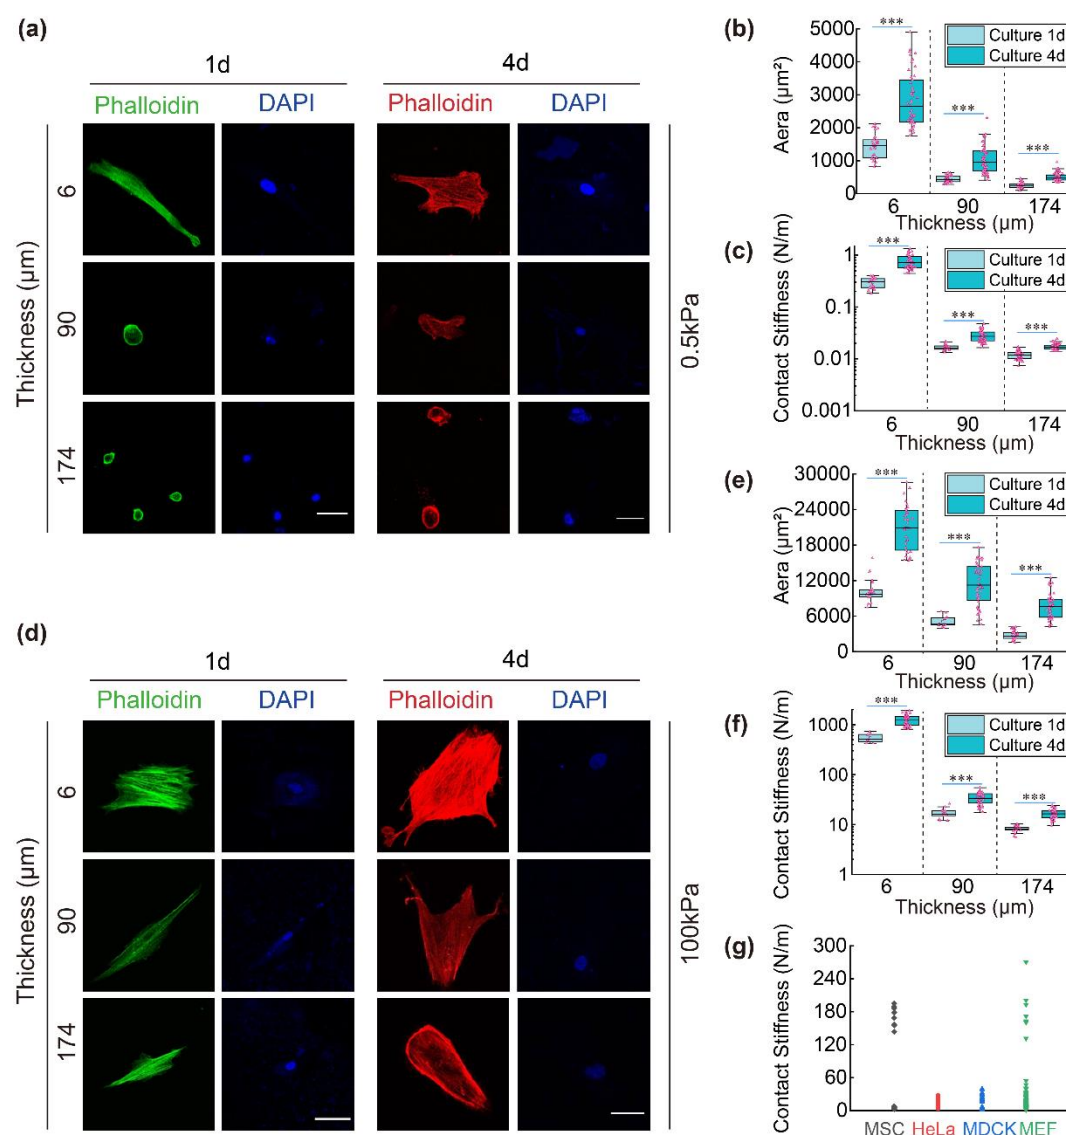 (a)
1d 4d
Phalloidin DAPI Phalloidin DAPI
Thickness (μm)
6
90
174
0.5kPa
(b)
Aera (μm²)
5000
4000
3000
2000
1000
0
*** *** ***
Culture 1d
Culture 4d
6 90 174
Thickness (μm)
(c)
Contact Stiffness (N/m)
1
0.1
0.01
0.001
*** *** ***
Culture 1d
Culture 4d
6 90 174
Thickness (μm)
(d)
1d 4d
Phalloidin DAPI Phalloidin DAPI
Thickness (μm)
6
90
174
100kPa
(e)
Aera (μm²)
30000
24000
18000
12000
6000
0
*** *** ***
Culture 1d
Culture 4d
6 90 174
Thickness (μm)
(f)
Contact Stiffness (N/m)
1000
100
10
1
*** *** ***
Culture 1d
Culture 4d
6 90 174
Thickness (μm)
(g)
Contact Stiffness (N/m)
300
240
180
120
60
0
MSC HeLa MDCK MEF